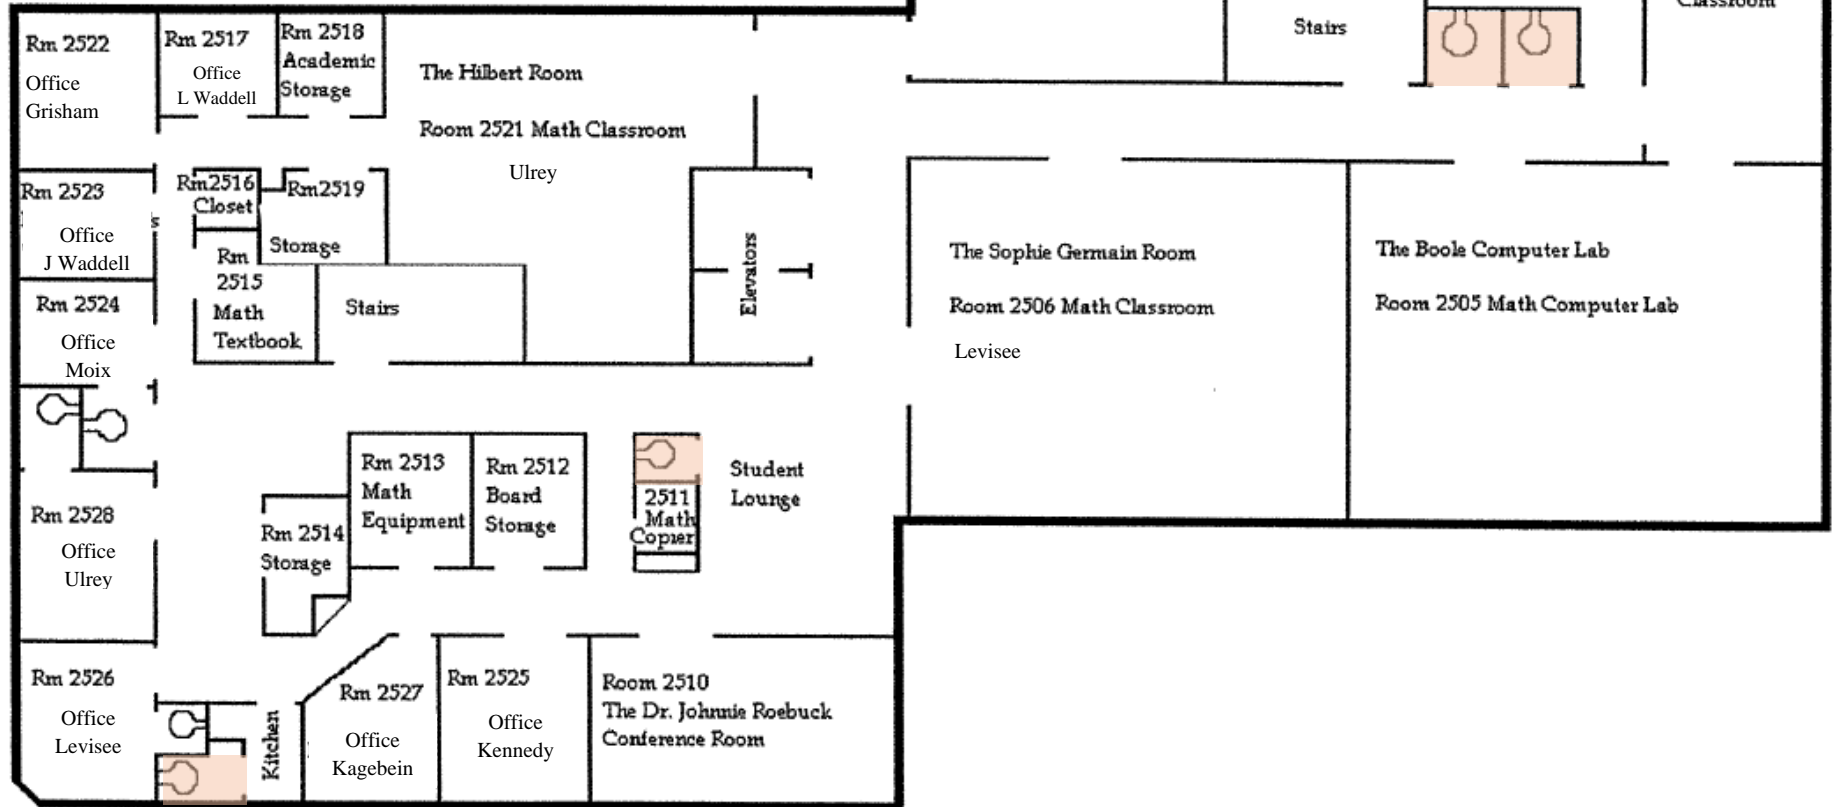 Rm 2522
Office
Grisham
Rm 2517
Office
L Waddell
Rm 2518
Academic
Storage
The Hilbert Room
Room 2521 Math Classroom
Ulrey
Stairs
Classroom
Rm 2523
Office
J Waddell
Rm2516
Closet
Rm2519
Storage
Rm
2515
Math
Textbook
Stairs
Elevators
The Sophie Germain Room
Room 2506 Math Classroom
Levisee
The Boole Computer Lab
Room 2505 Math Computer Lab
Rm 2524
Office
Moix
Rm 2528
Office
Ulrey
Rm 2514
Storage
Rm 2513
Math
Equipment
Rm 2512
Board
Storage
2511
Math
Copier
Student
Lounge
Rm 2526
Office
Levisee
Kitchen
Rm 2527
Office
Kagebein
Rm 2525
Office
Kennedy
Room 2510
The Dr. Johnnie Roebuck
Conference Room